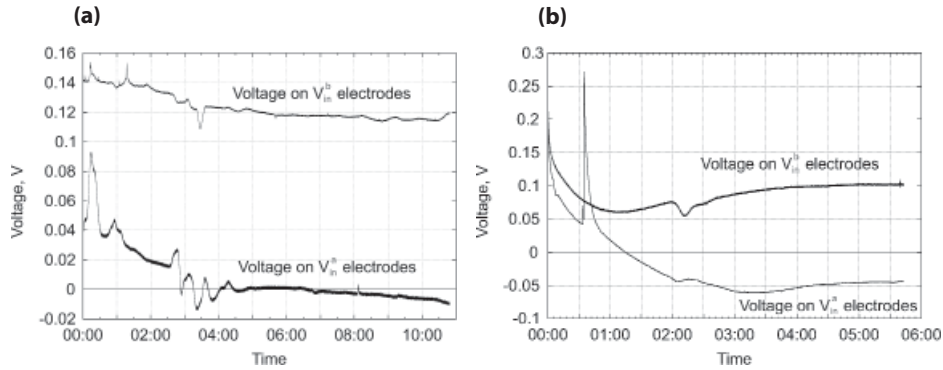 (a)
0.16
0.14
0.12
0.1
0.08
0.06
0.04
0.02
0
-0.02
Voltage, V
Voltage on V_in^b electrodes
Voltage on V_in^a electrodes
00:00 02:00 04:00 06:00 08:00 10:00
Time
(b)
0.3
0.25
0.2
0.15
0.1
0.05
0
-0.05
-0.1
Voltage, V
Voltage on V_in^b electrodes
Voltage on V_in^a electrodes
00:00 01:00 02:00 03:00 04:00 05:00 06:00
Time